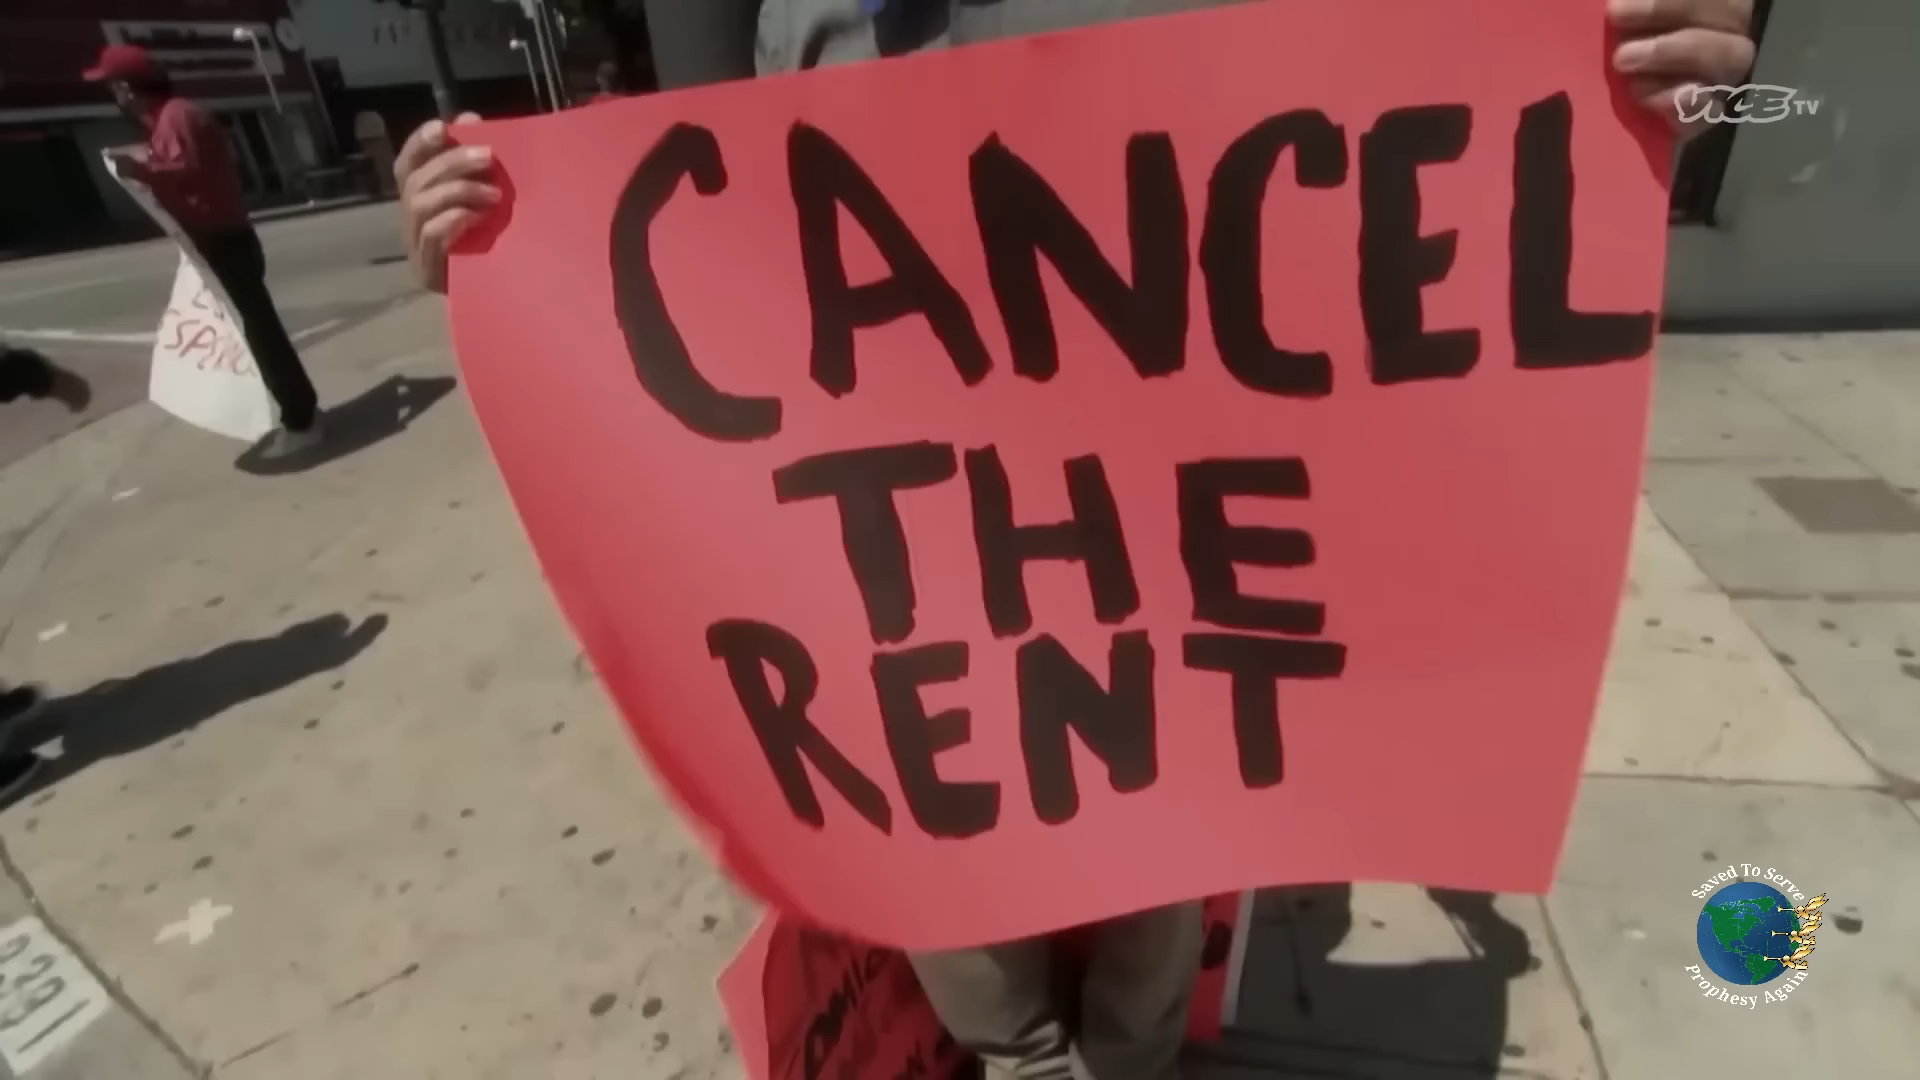 VICE TV
CANCEL
THE
RENT
Saved To Serve
Prophesy Again